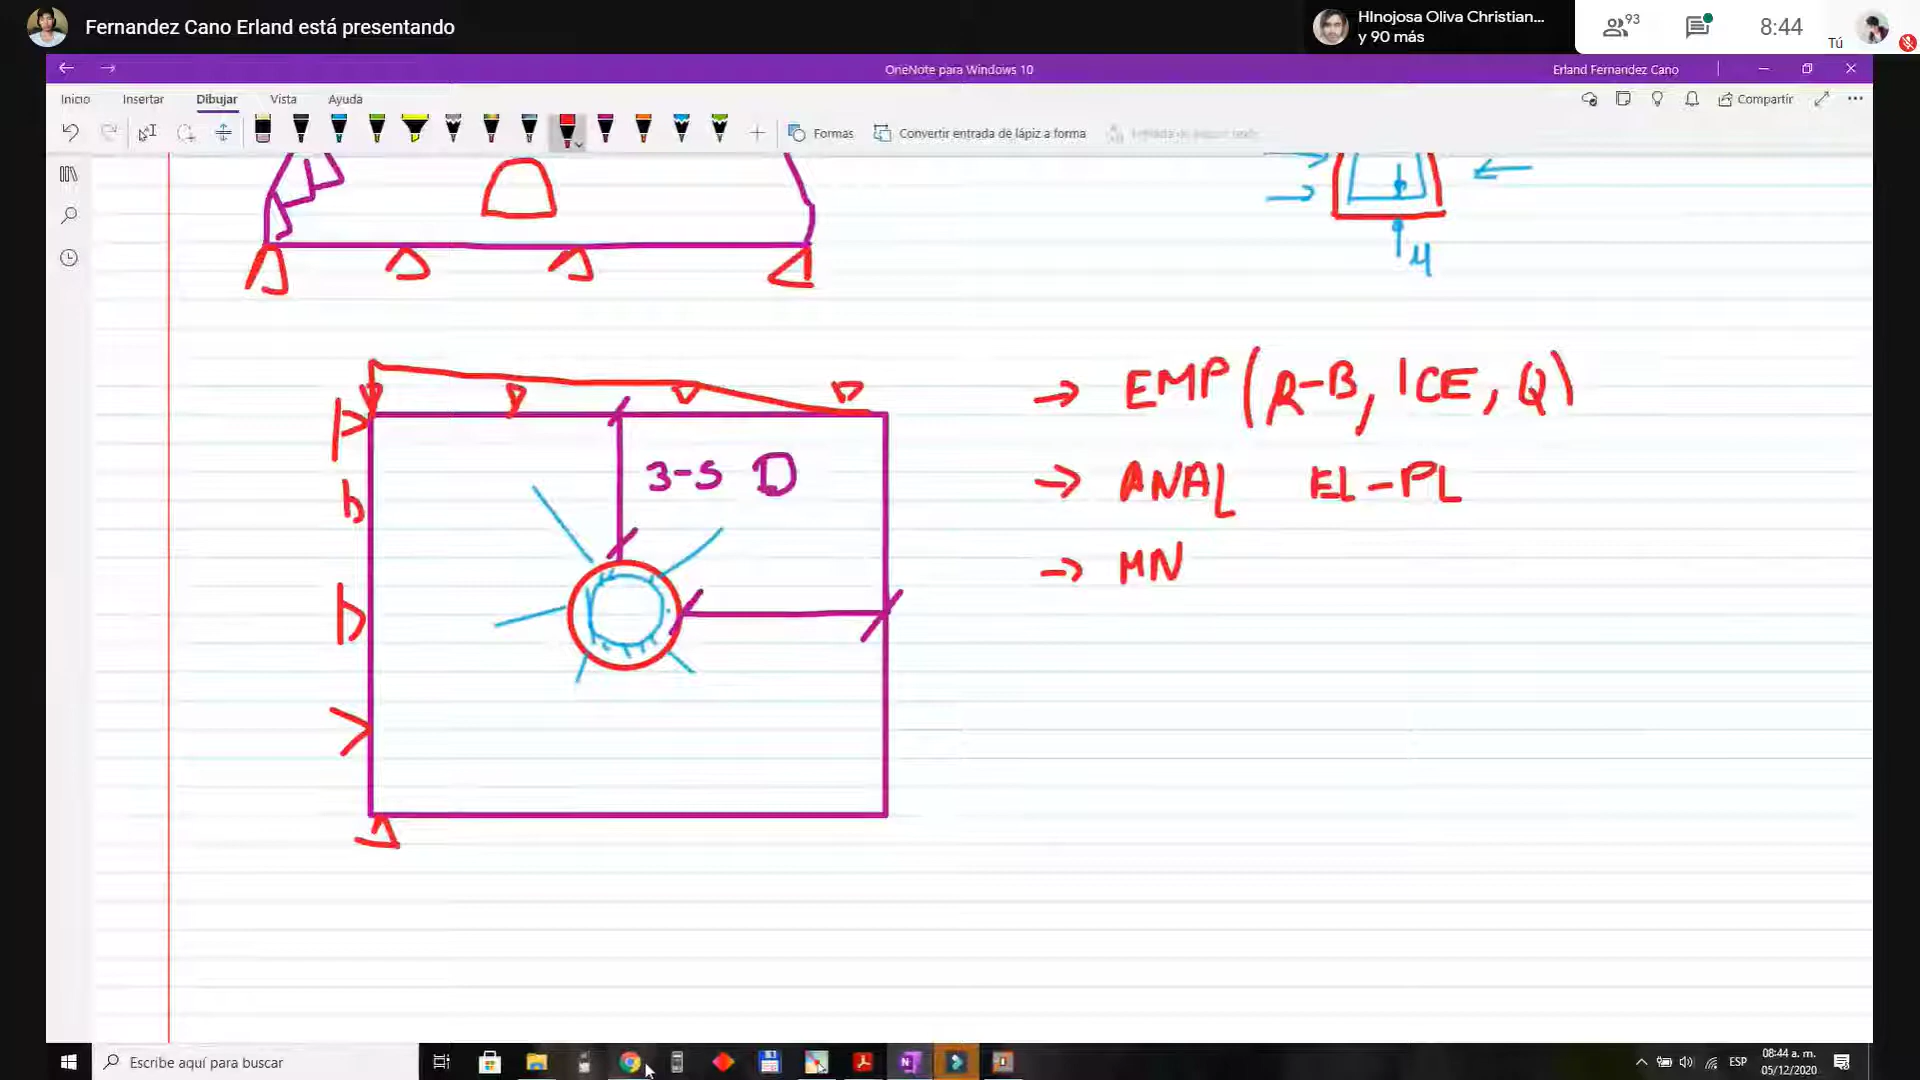 Fernandez Cano Erland está presentando
HInojosa Oliva Christian...
y 90 más
93
8:44
Tú
OneNote para Windows 10
Erland Fernandez Cano
Inicio
Insertar
Dibujar
Vista
Ayuda
Compartir
Formas
Convertir entrada de lápiz a forma
µ
→ EMP (R-B, ICE, Q)
3-5 D
→ ANAL EL-PL
→ MN
Escribe aquí para buscar
ESP
08:44 a. m.
05/12/2020